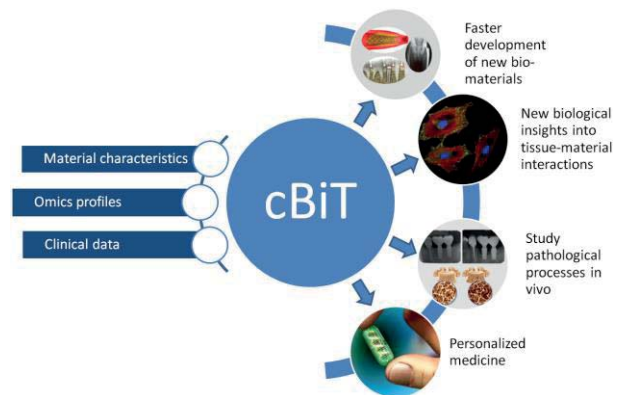 Material characteristics
Omics profiles
Clinical data
cBiT
Faster
development
of new bio-
materials
New biological
insights into
tissue-material
interactions
Study
pathological
processes in
vivo
Personalized
medicine